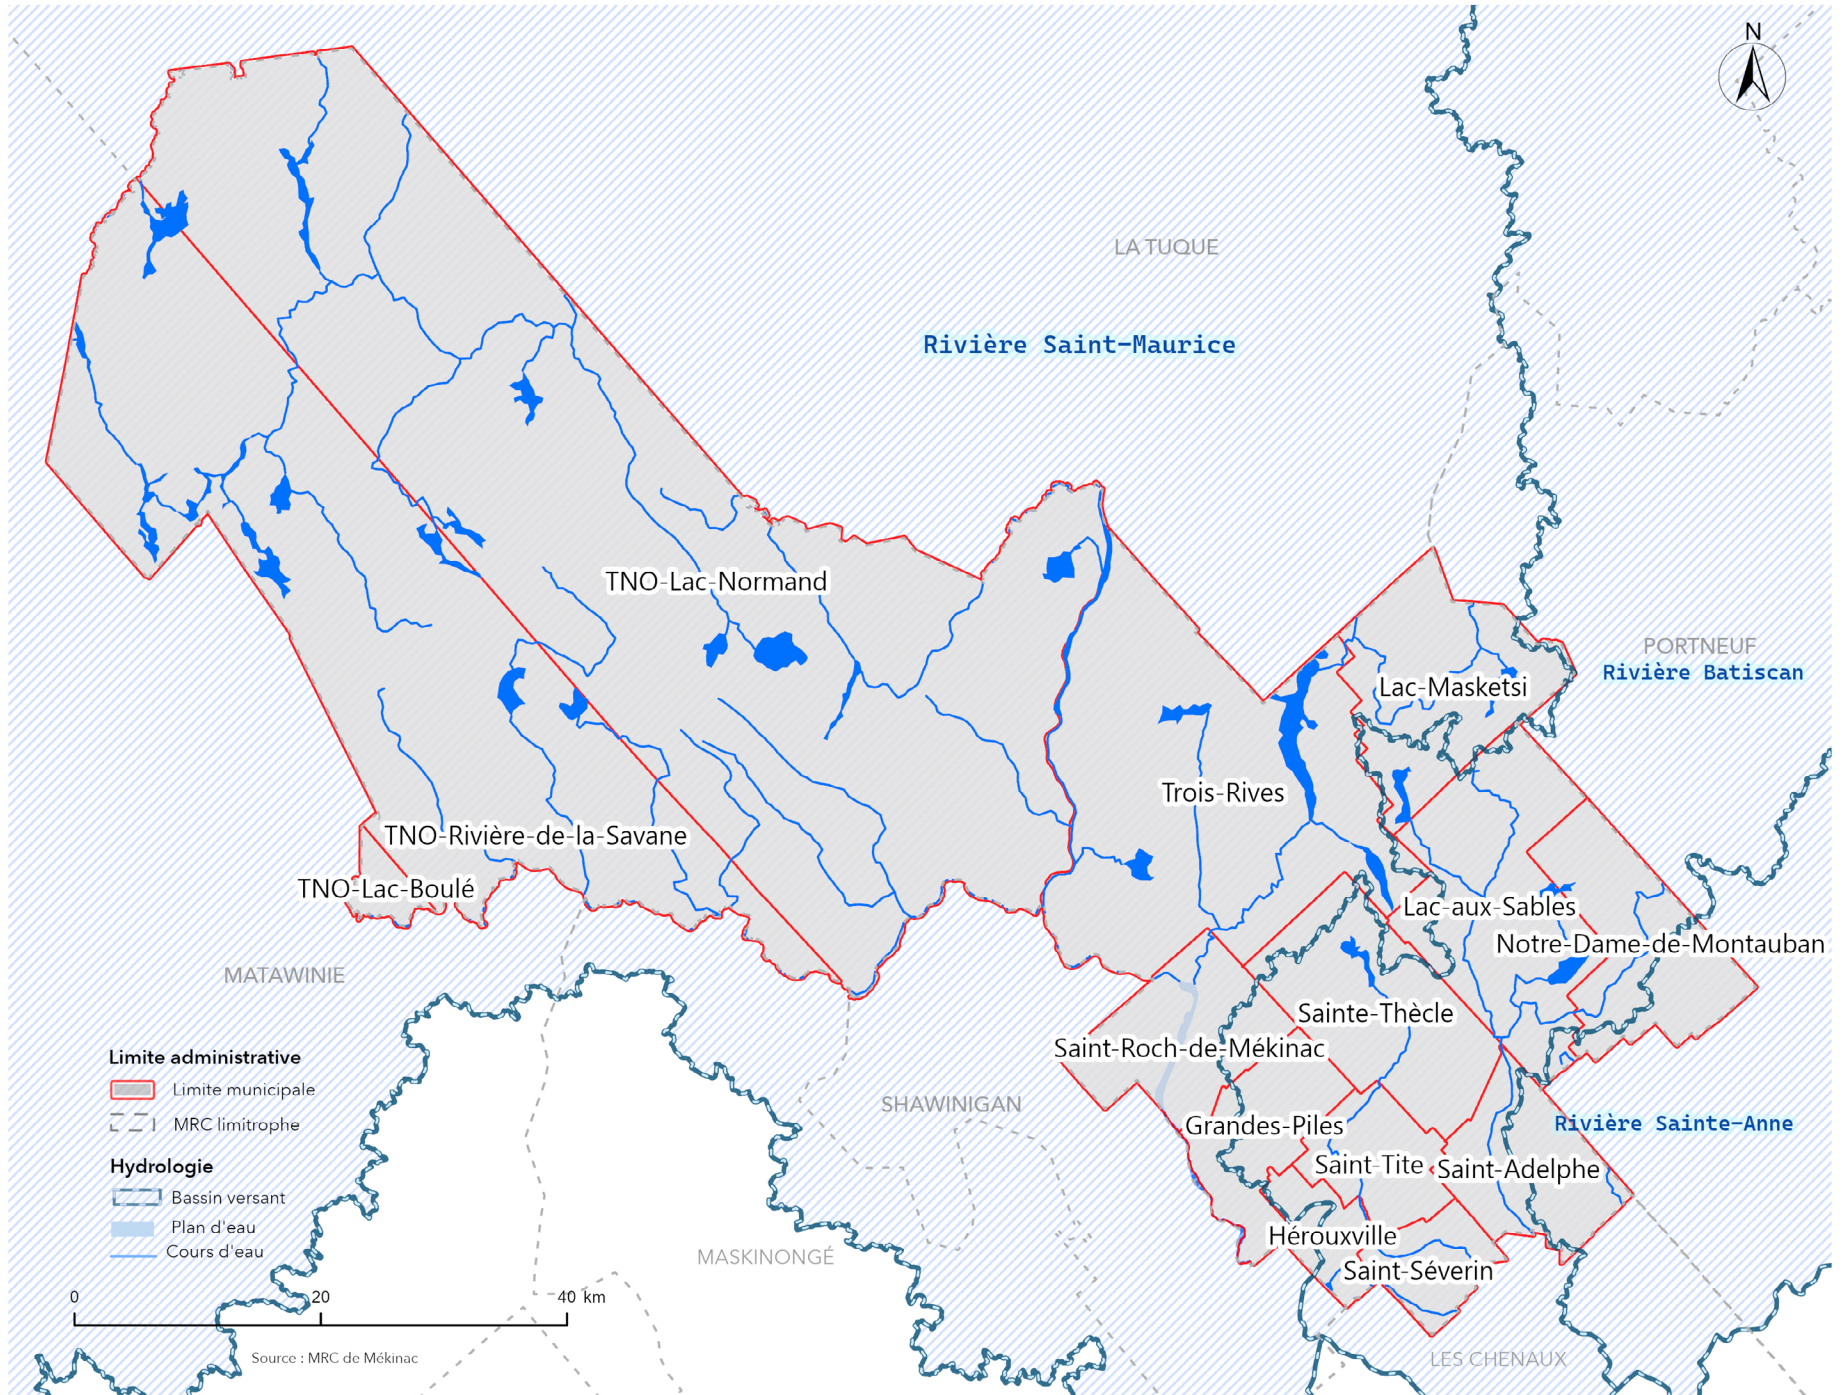 N
LA TUQUE
Rivière Saint-Maurice
TNO-Lac-Normand
PORTNEUF
Rivière Batiscan
Lac-Masketsi
Trois-Rives
TNO-Rivière-de-la-Savane
TNO-Lac-Boulé
Lac-aux-Sables
Notre-Dame-de-Montauban
MATAWINIE
Sainte-Thècle
Saint-Roch-de-Mékinac
SHAWINIGAN
Grandes-Piles
Rivière Sainte-Anne
Saint-Tite
Saint-Adelphe
Hérouxville
MASKINONGÉ
Saint-Séverin
LES CHENAUX
Limite administrative
Limite municipale
MRC limitrophe
Hydrologie
Bassin versant
Plan d'eau
Cours d'eau
0 20 40 km
Source : MRC de Mékinac